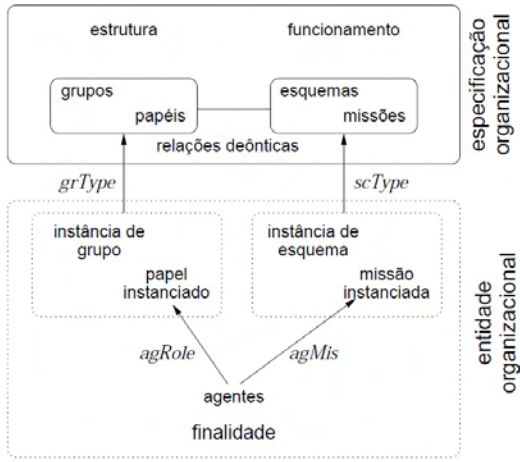 estrutura
funcionamento
grupos
papéis
esquemas
missões
relações deônticas
especificação
organizacional
grType
scType
instância de
grupo
papel
instanciado
instância de
esquema
missão
instanciada
agRole
agMis
agentes
finalidade
entidade
organizacional